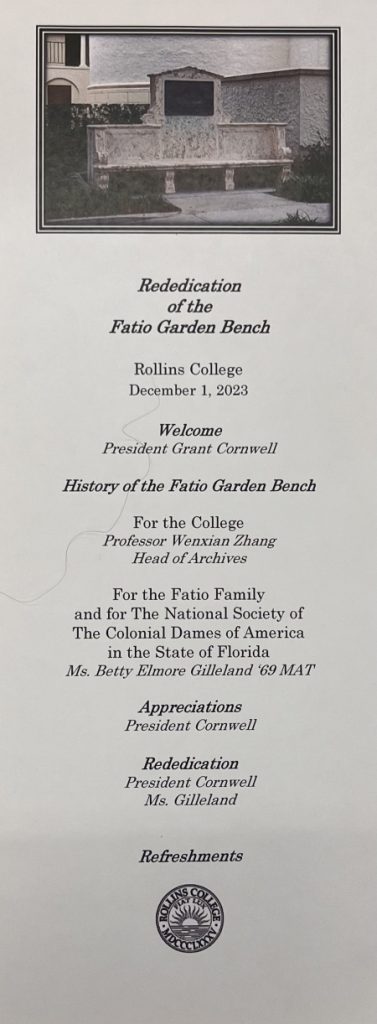 Rededication
of the
Fatio Garden Bench
Rollins College
December 1, 2023
Welcome
President Grant Cornwell
History of the Fatio Garden Bench
For the College
Professor Wenxian Zhang
Head of Archives
For the Fatio Family
and for The National Society of
The Colonial Dames of America
in the State of Florida
Ms. Betty Elmore Gilleland ‘69 MAT
Appreciations
President Cornwell
Rededication
President Cornwell
Ms. Gilleland
Refreshments
ROLLINS COLLEGE
FIAT LUX
MDCCCLXXXV